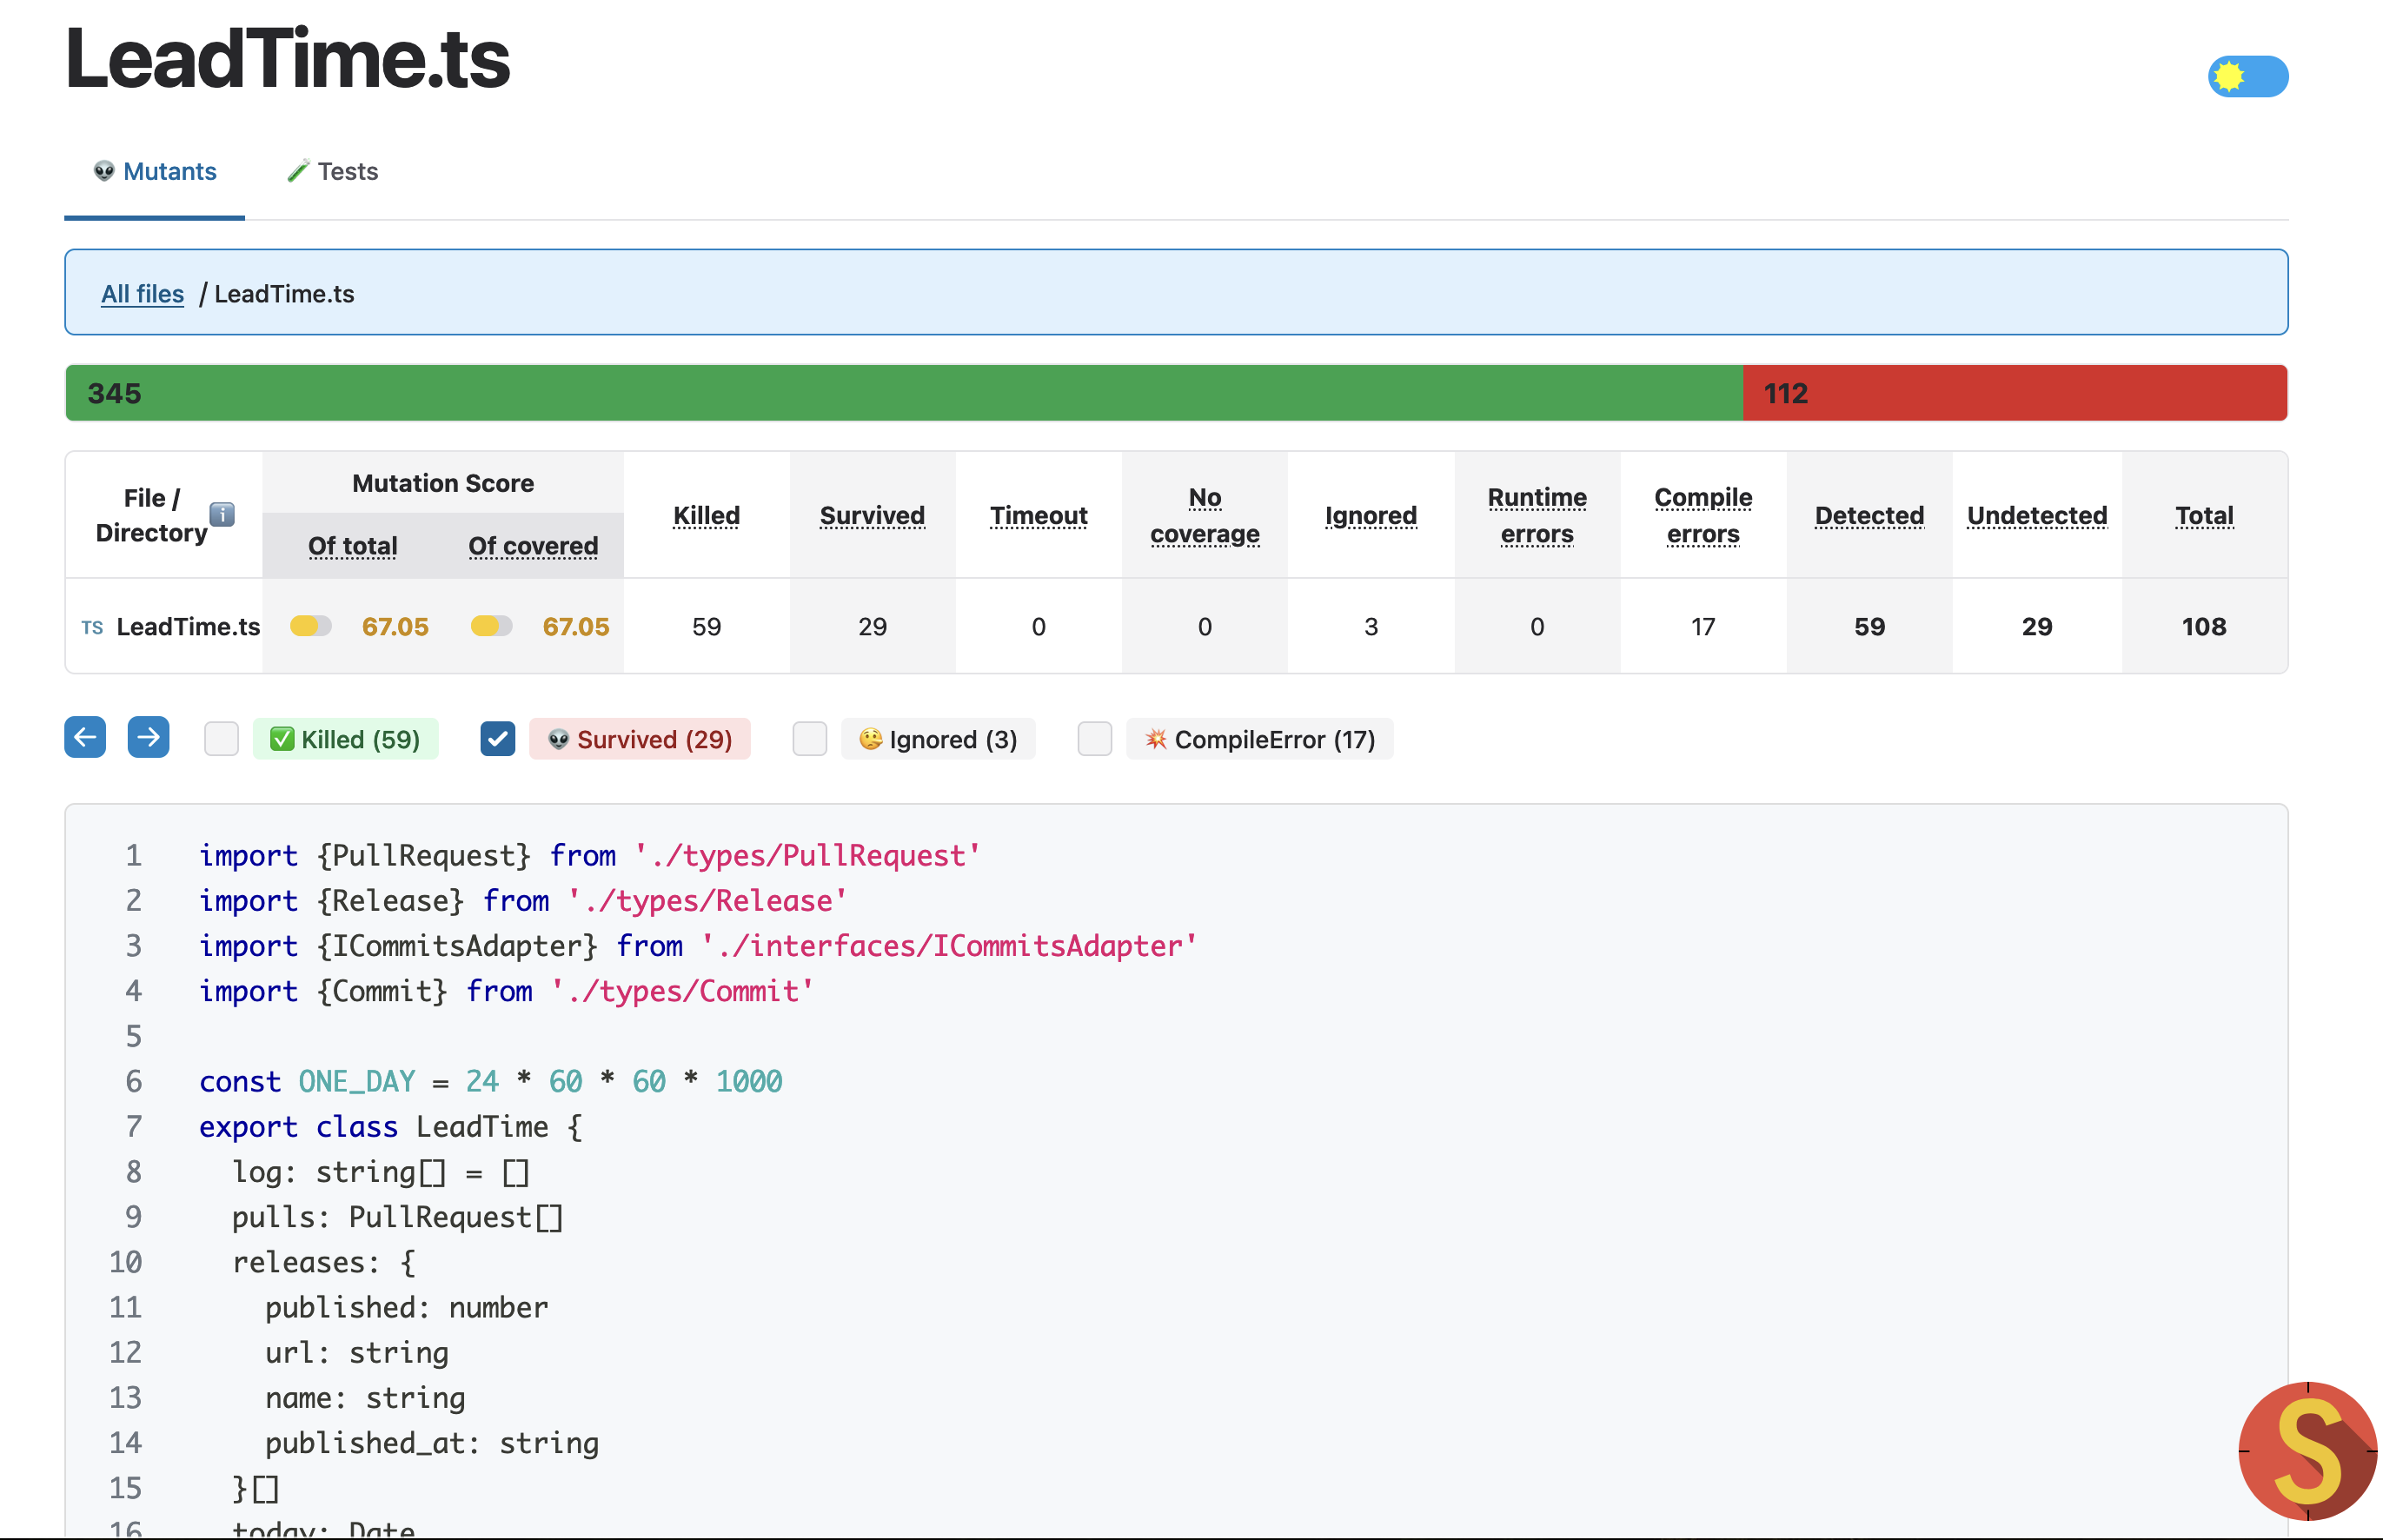 LeadTime.ts
👽 Mutants
🧪 Tests
All files / LeadTime.ts
345
112
File / Directory ℹ️
Mutation Score
Of total
Of covered
Killed
Survived
Timeout
No coverage
Ignored
Runtime errors
Compile errors
Detected
Undetected
Total
TS LeadTime.ts 67.05 67.05 59 29 0 0 3 0 17 59 29 108
✅ Killed (59)
👽 Survived (29)
🤥 Ignored (3)
💥 CompileError (17)
1 import {PullRequest} from './types/PullRequest'
2 import {Release} from './types/Release'
3 import {ICommitsAdapter} from './interfaces/ICommitsAdapter'
4 import {Commit} from './types/Commit'
5
6 const ONE_DAY = 24 * 60 * 60 * 1000
7 export class LeadTime {
8 log: string[] = []
9 pulls: PullRequest[]
10 releases: {
11 published: number
12 url: string
13 name: string
14 published_at: string
15 }[]
16 today: Date
S